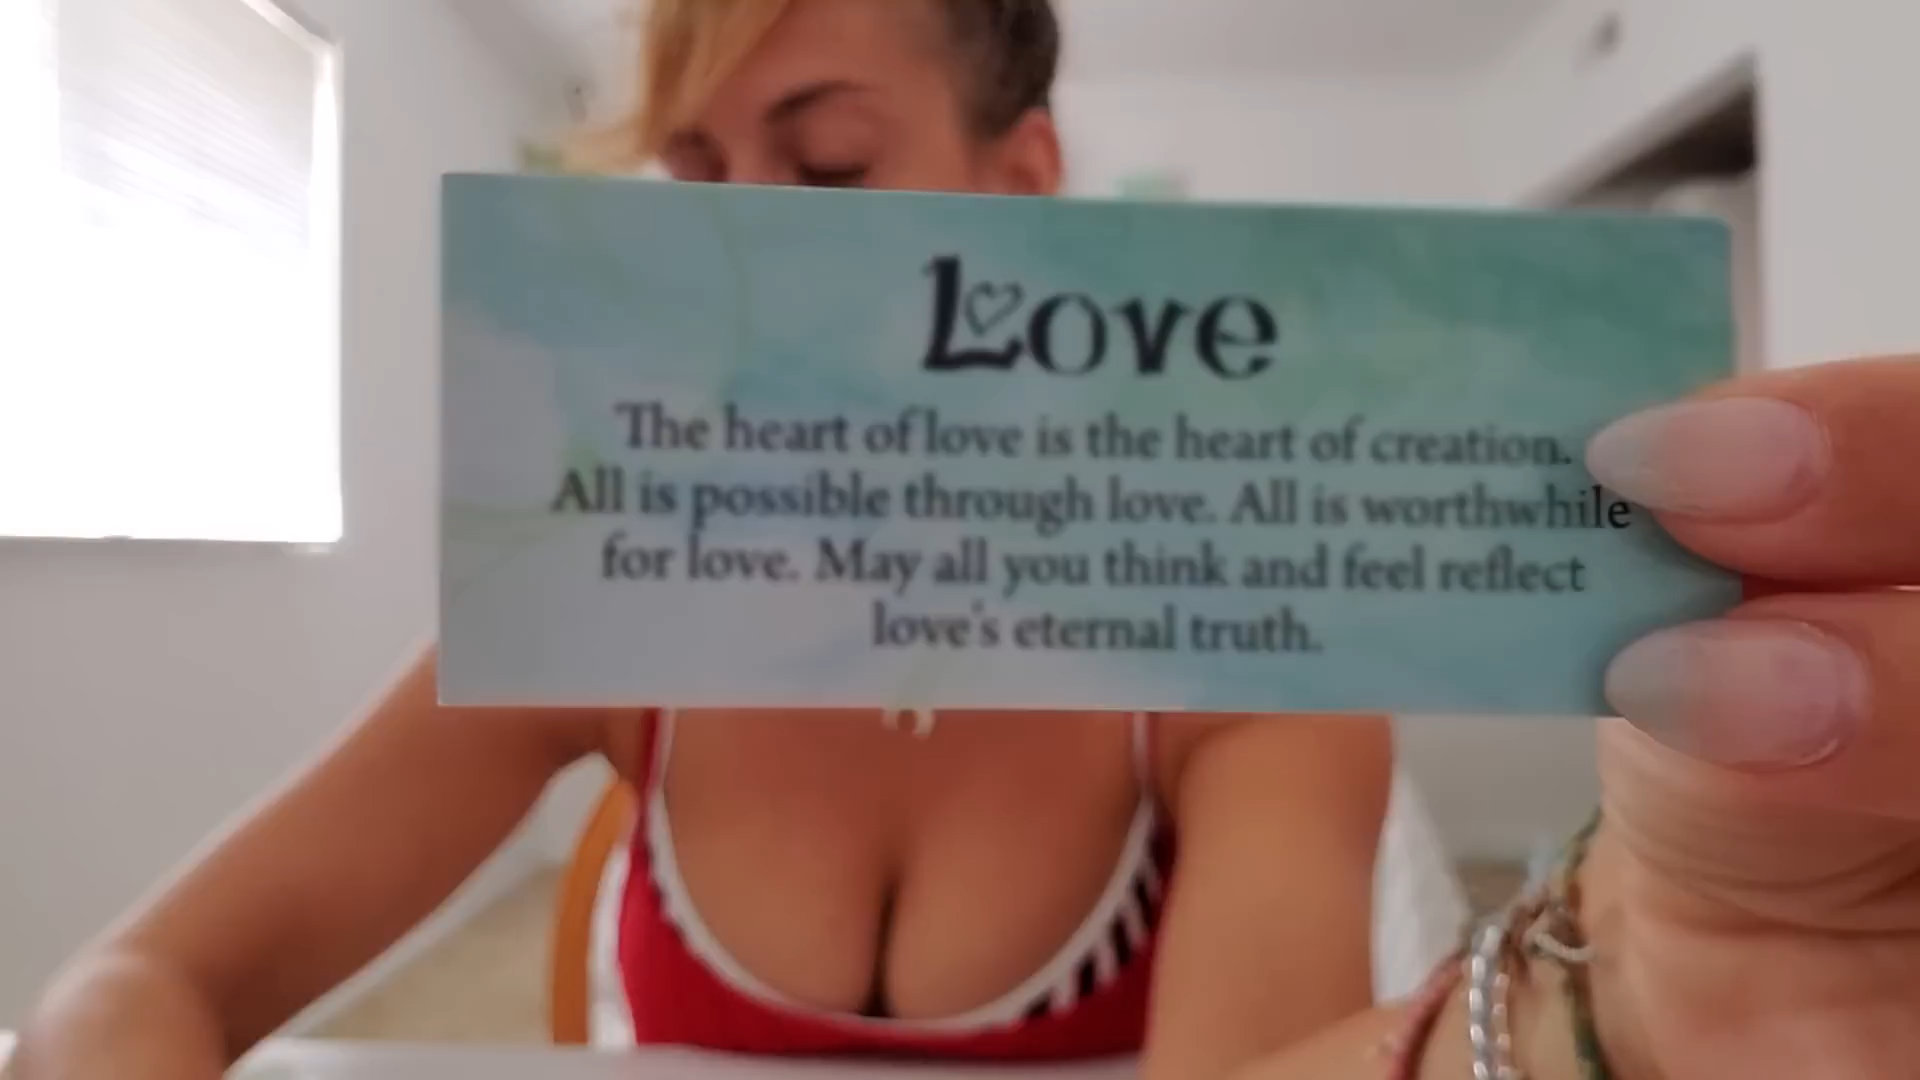 Love
The heart of love is the heart of creation.
All is possible through love. All is worthwhile
for love. May all you think and feel reflect
love's eternal truth.